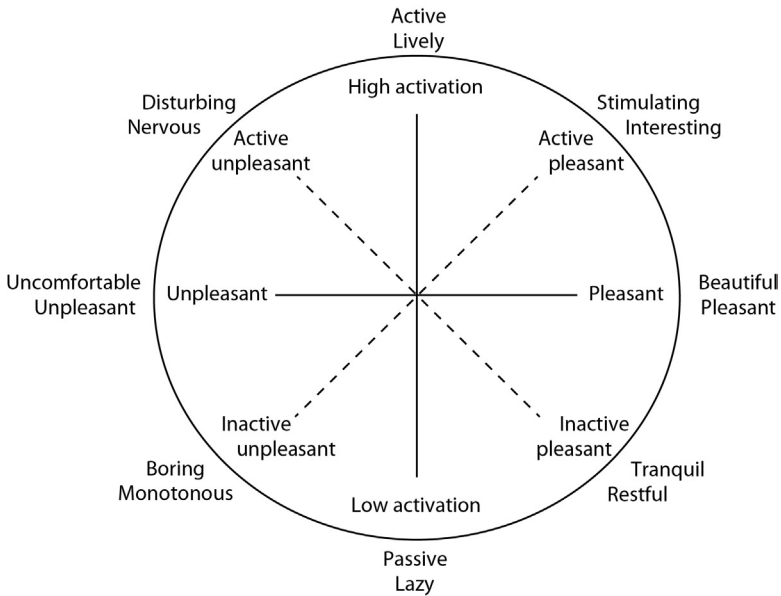 Active
Lively
High activation
Disturbing
Nervous
Stimulating
Interesting
Active
unpleasant
Active
pleasant
Uncomfortable
Unpleasant
Unpleasant
Pleasant
Beautiful
Pleasant
Inactive
unpleasant
Inactive
pleasant
Boring
Monotonous
Tranquil
Restful
Low activation
Passive
Lazy